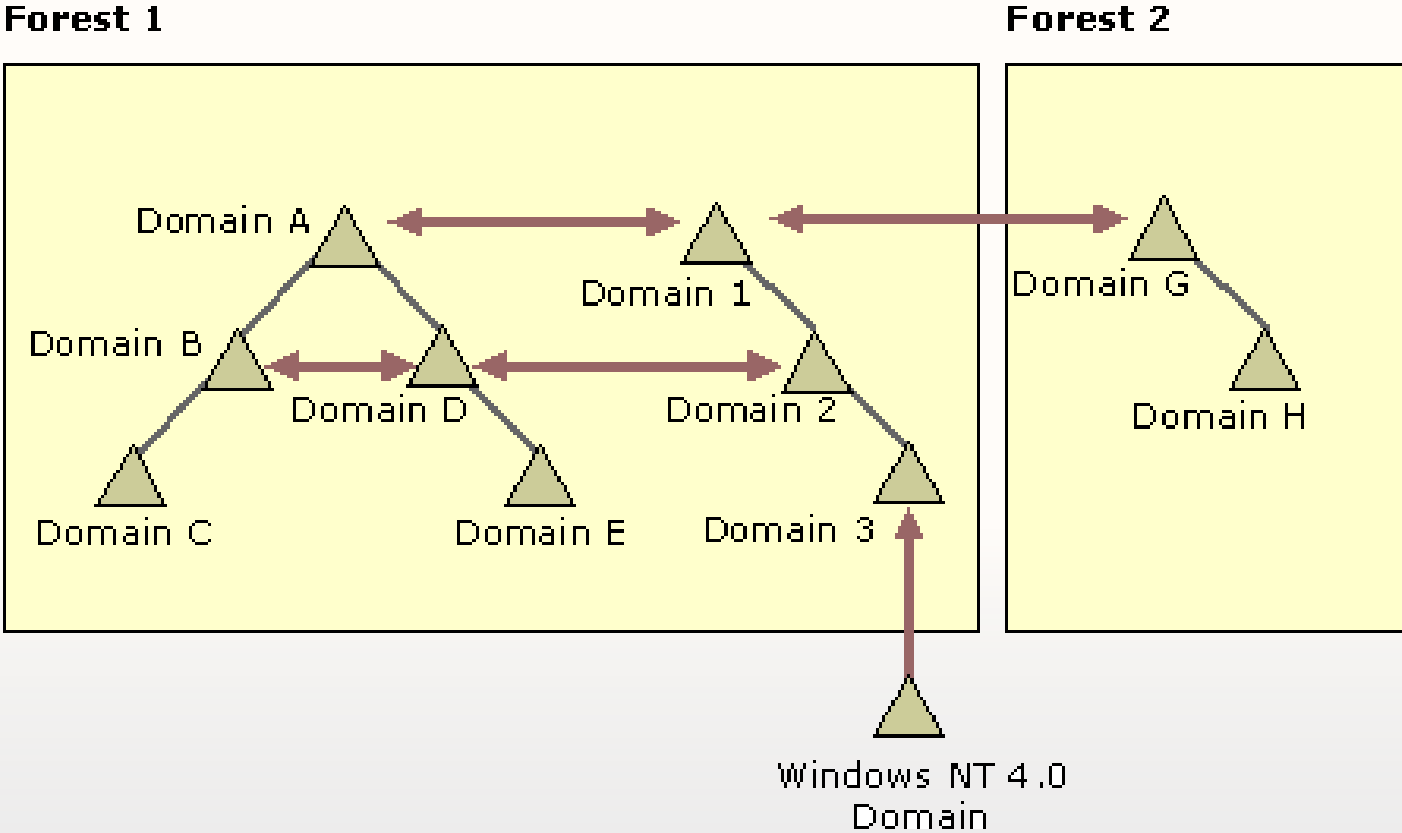 Forest 1
Forest 2
Domain A
Domain 1
Domain G
Domain B
Domain D
Domain 2
Domain H
Domain C
Domain E
Domain 3
Windows NT 4.0
Domain